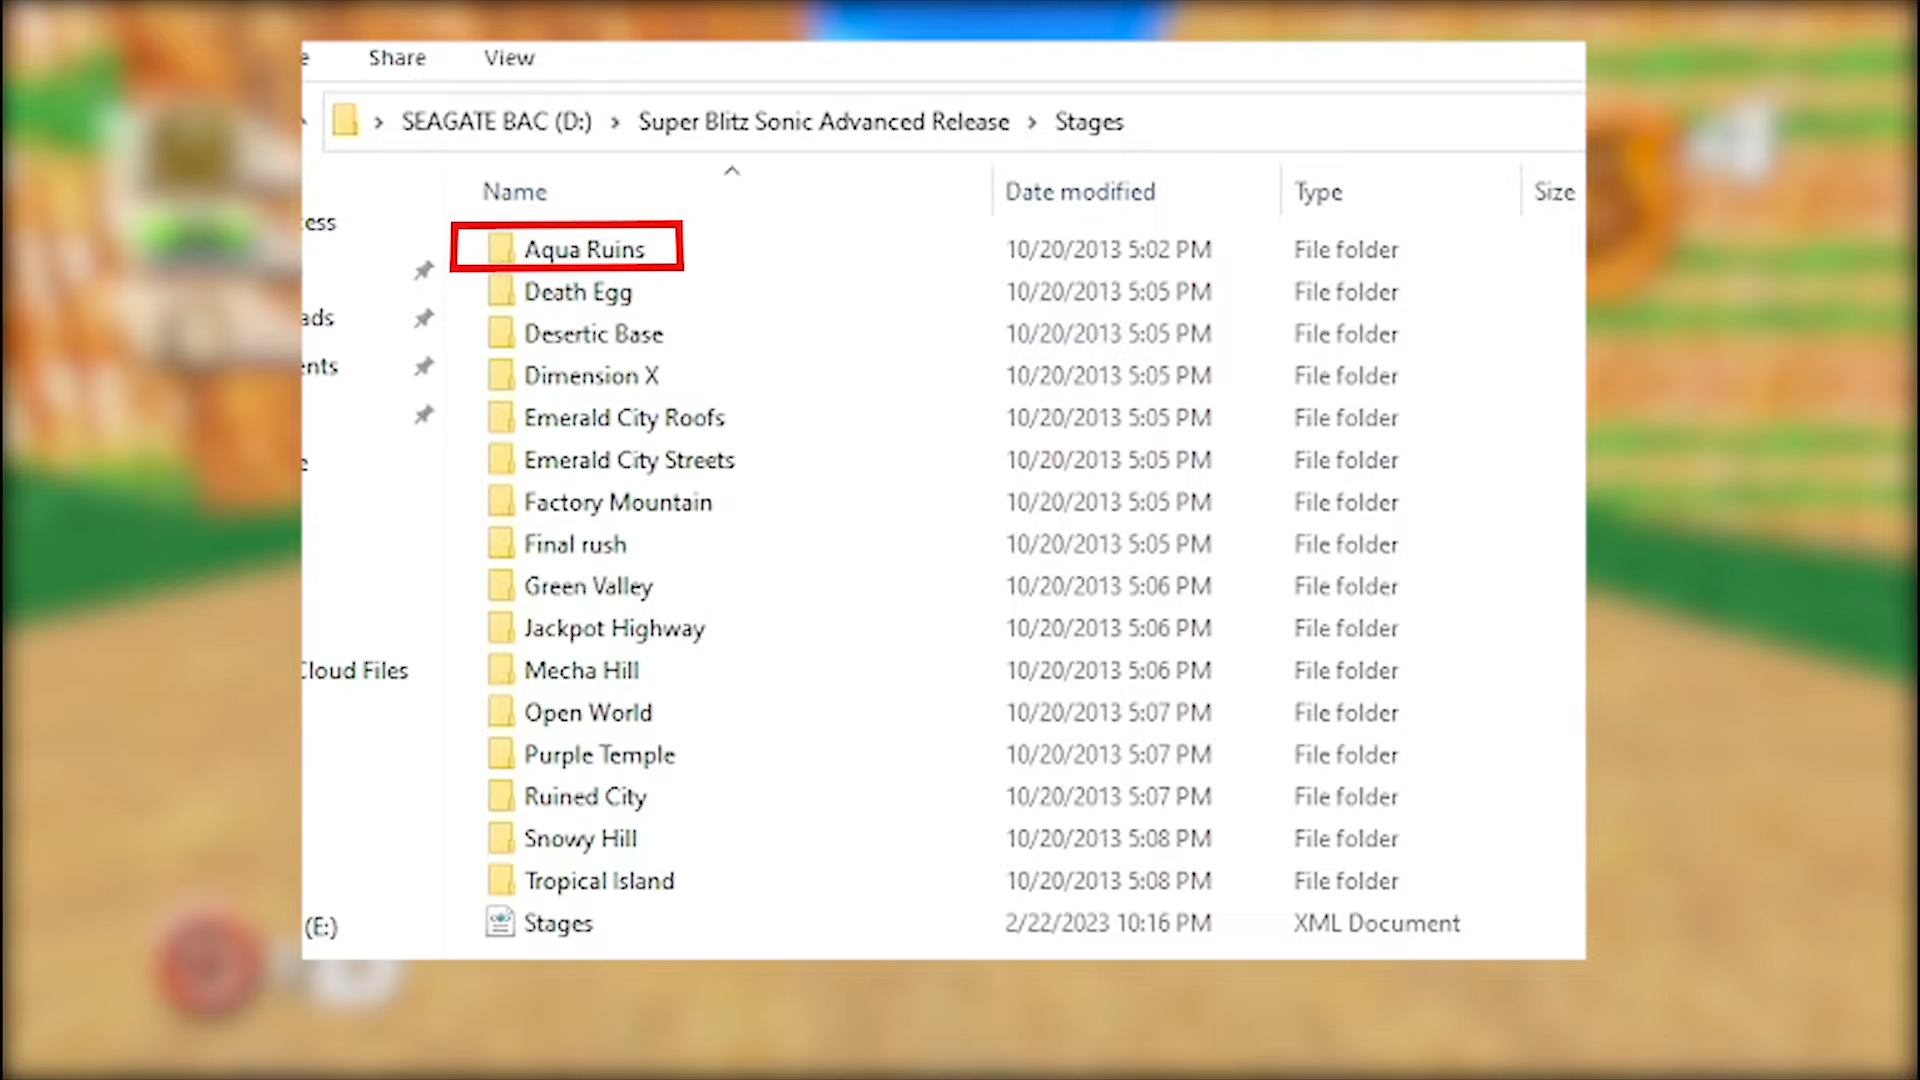 Share View
SEAGATE BAC (D:) > Super Blitz Sonic Advanced Release > Stages
Name Date modified Type Size
Aqua Ruins 10/20/2013 5:02 PM File folder
Death Egg 10/20/2013 5:05 PM File folder
Desertic Base 10/20/2013 5:05 PM File folder
Dimension X 10/20/2013 5:05 PM File folder
Emerald City Roofs 10/20/2013 5:05 PM File folder
Emerald City Streets 10/20/2013 5:05 PM File folder
Factory Mountain 10/20/2013 5:05 PM File folder
Final rush 10/20/2013 5:05 PM File folder
Green Valley 10/20/2013 5:06 PM File folder
Jackpot Highway 10/20/2013 5:06 PM File folder
Cloud Files Mecha Hill 10/20/2013 5:06 PM File folder
Open World 10/20/2013 5:07 PM File folder
Purple Temple 10/20/2013 5:07 PM File folder
Ruined City 10/20/2013 5:07 PM File folder
Snowy Hill 10/20/2013 5:08 PM File folder
Tropical Island 10/20/2013 5:08 PM File folder
(E:) Stages 2/22/2023 10:16 PM XML Document